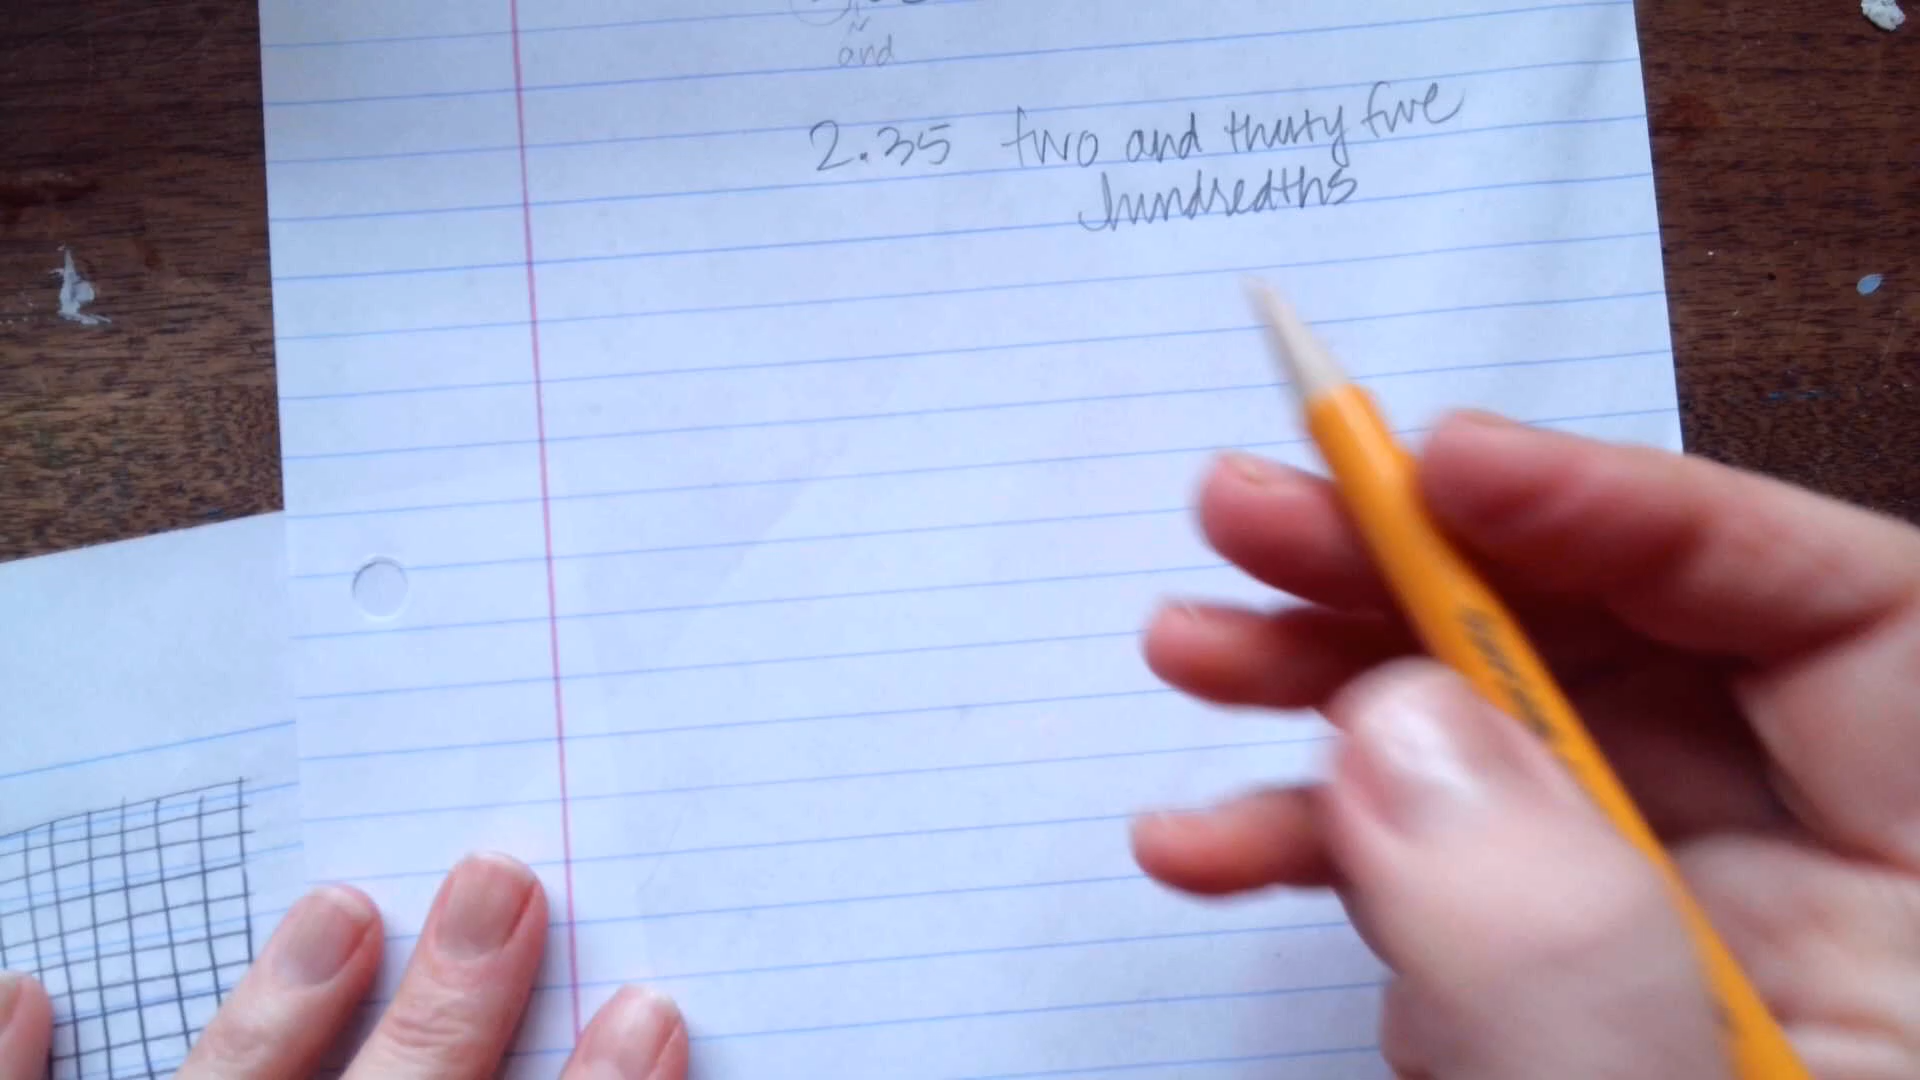 and
2.35 two and thirty five
hundredths